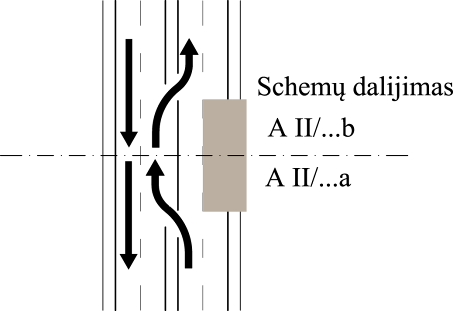 Schemų dalijimas
A II/...b
A II/...a